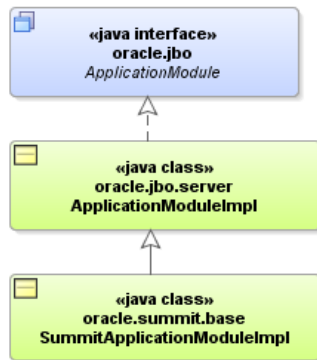 «java interface»
oracle.jbo
ApplicationModule
«java class»
oracle.jbo.server
ApplicationModuleImpl
«java class»
oracle.summit.base
SummitApplicationModuleImpl